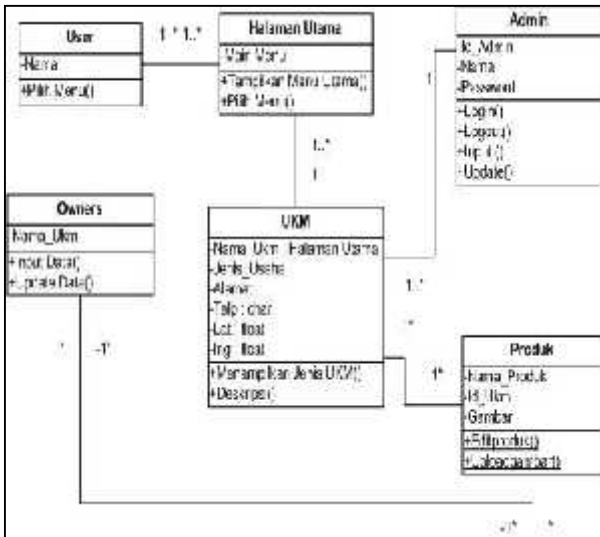 User
-Nama
+Pilih Menu()
1..* 1..*
Halaman Utama
-Main Menu
+Tampilkan Menu Utama()
+Pilih Menu()
Admin
-Id_Admin
-Nama
-Password
+Login()
+Logout()
+Input()
-Update()
1
1..*
1
Owners
-Nama_Ukm
+Input Data()
+Update Data()
UKM
-Nama_Ukm : Halaman Utama
-Jenis_Usaha
-Alamat
-Telp : char
-Lat : float
-lng : float
+Menampilkan Jenis UKM()
+Deskripsi()
1..*
*
1*
Produk
-Nama_Produk
-Id_Ukm
-Gambar
+Editproduk()
+Uploadgambar()